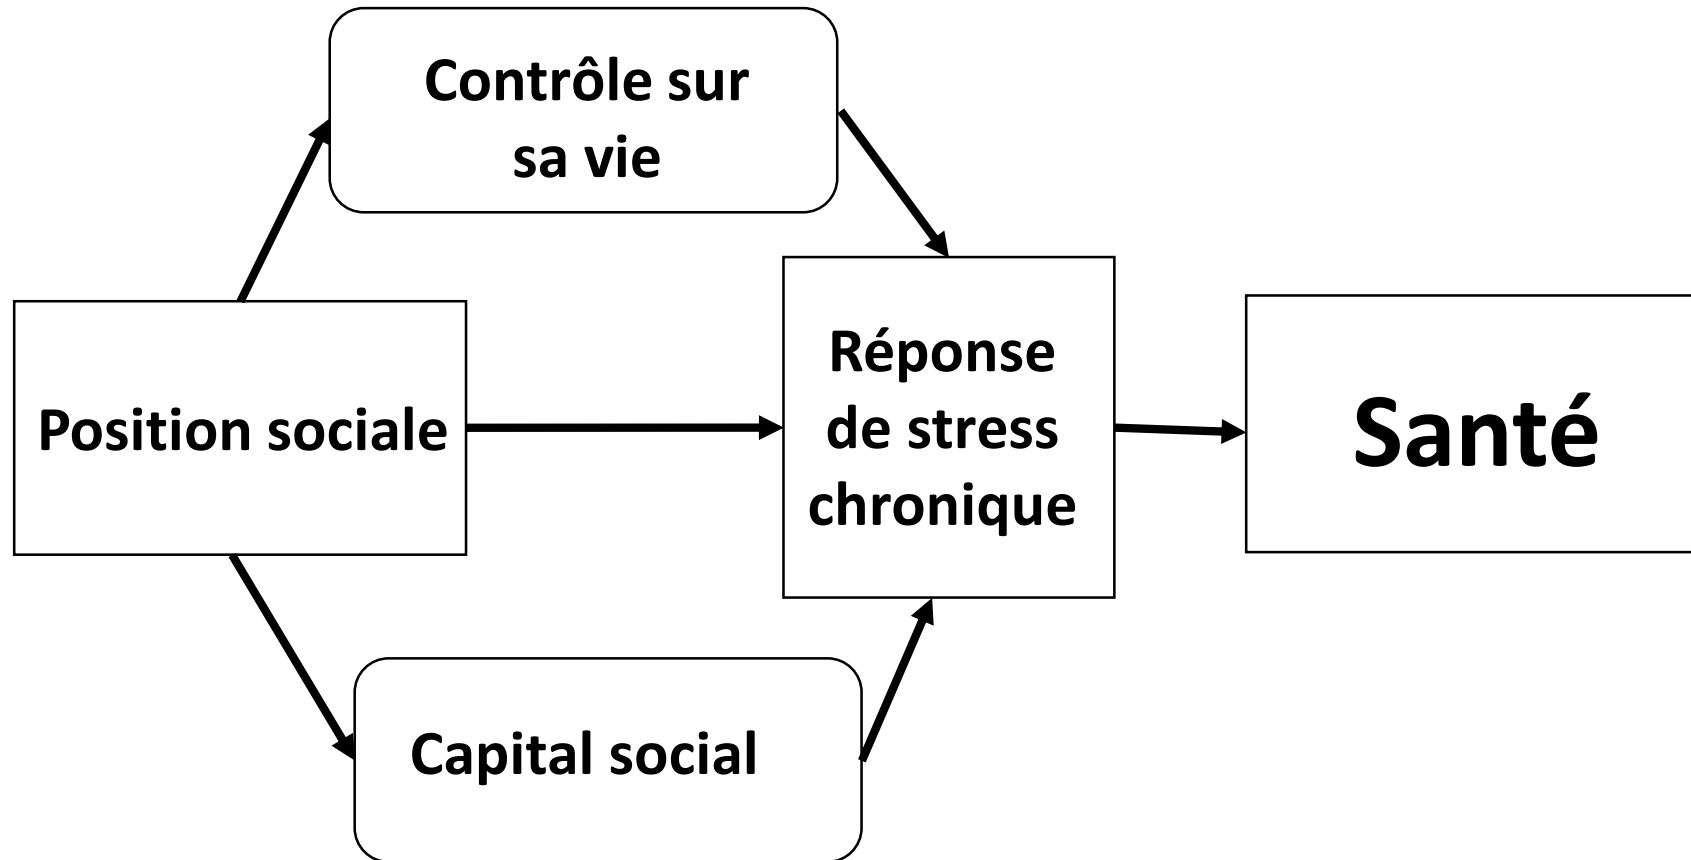 Contrôle sur
sa vie
Position sociale
Réponse
de stress
chronique
Santé
Capital social